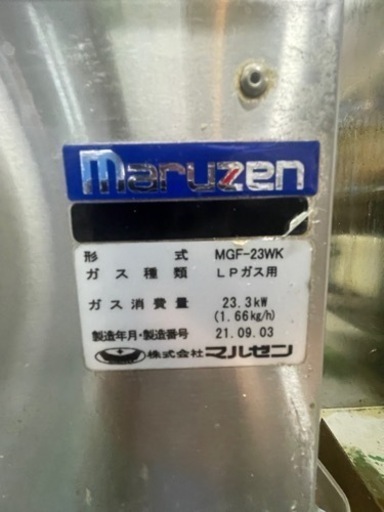 maruzen
形 式 MGF-23WK
ガス種類 LPガス用
ガス消費量 23.3kW
(1.66kg/h)
製造年月・製造番号 21.09.03
株式会社マルゼン